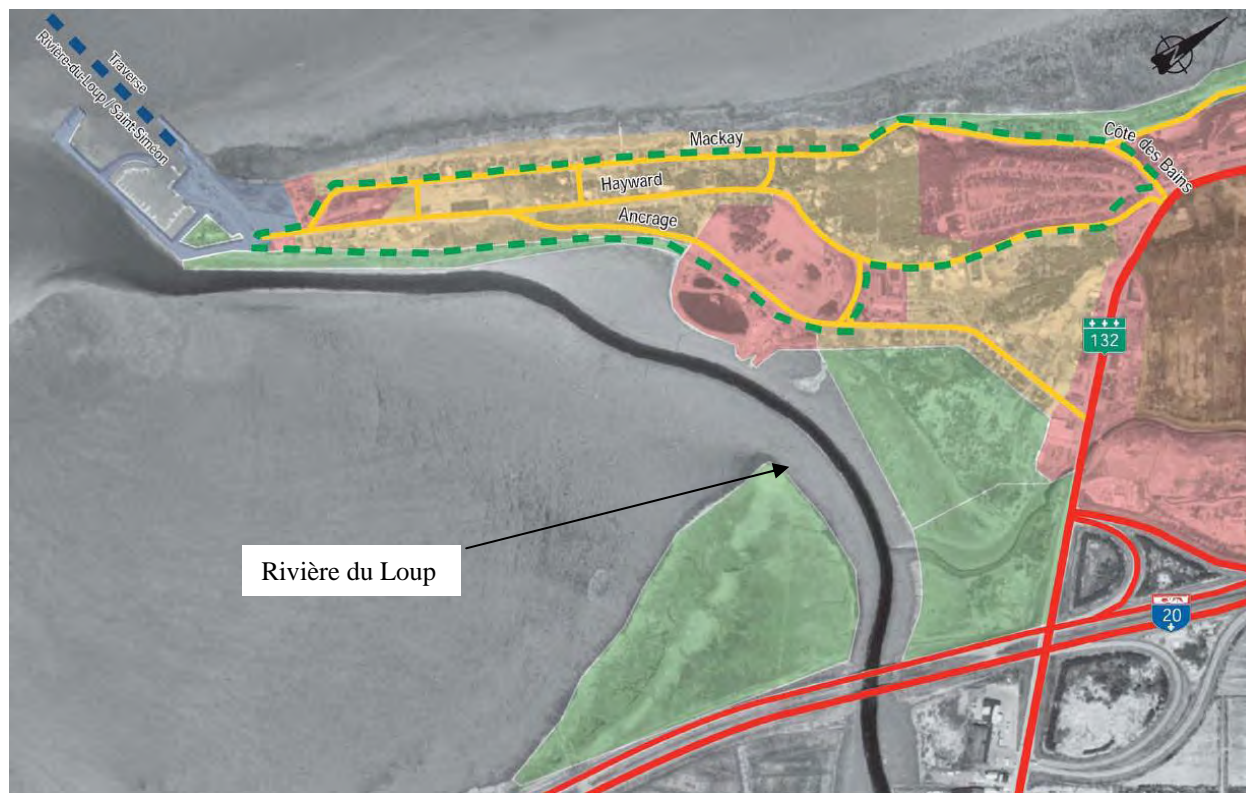 Traverse
Rivière-du-Loup / Saint-Siméon
Mackay
Côte des Bains
Hayward
Ancrage
132
Rivière du Loup
20